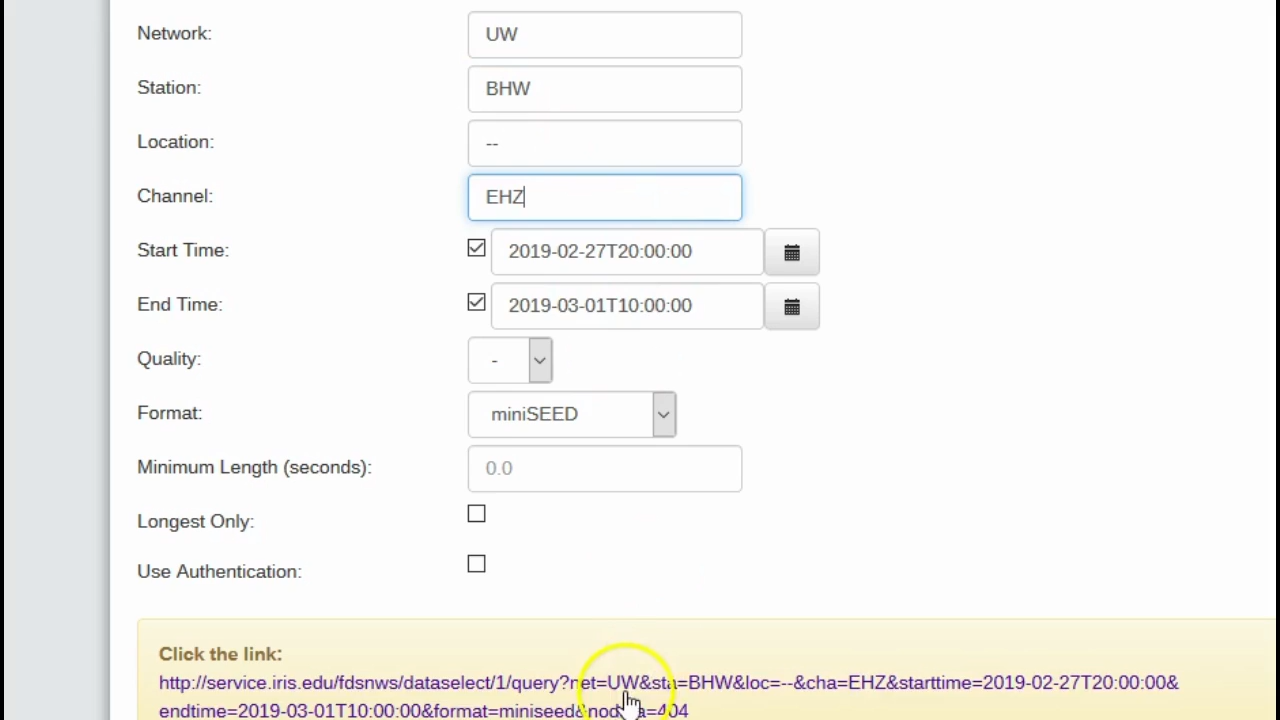 Network: UW
Station: BHW
Location: --
Channel: EHZ
Start Time: 2019-02-27T20:00:00
End Time: 2019-03-01T10:00:00
Quality: -
Format: miniSEED
Minimum Length (seconds): 0.0
Longest Only:
Use Authentication:
Click the link:
http://service.iris.edu/fdsnws/dataselect/1/query?net=UW&sta=BHW&loc=--&cha=EHZ&starttime=2019-02-27T20:00:00&
endtime=2019-03-01T10:00:00&format=miniseed&nodata=404